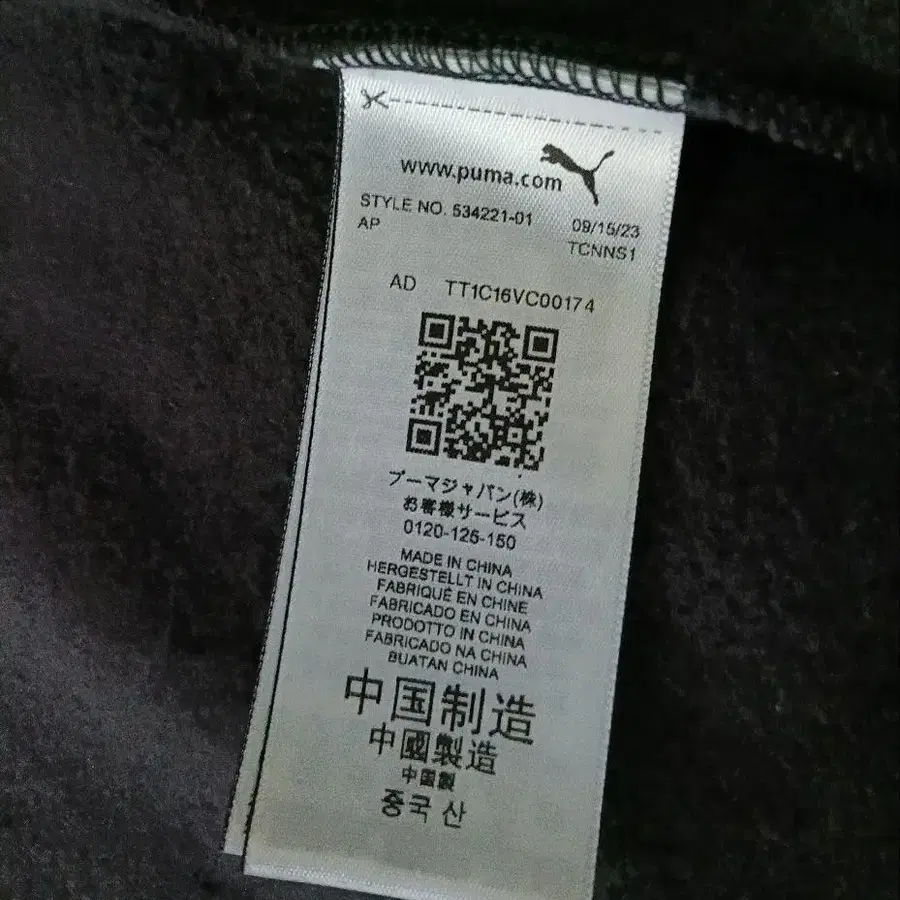 www.puma.com
STYLE NO. 534221-01 09/15/23
AP TCNNS1
AD TT1C16VC00174
プーマジャパン(株)
お客様サービス
0120-125-150
MADE IN CHINA
HERGESTELLT IN CHINA
FABRIQUÉ EN CHINE
FABRICADO EN CHINA
PRODOTTO IN CHINA
FABRICADO NA CHINA
BUATAN CHINA
中国制造
中國製造
中国製
중국 산